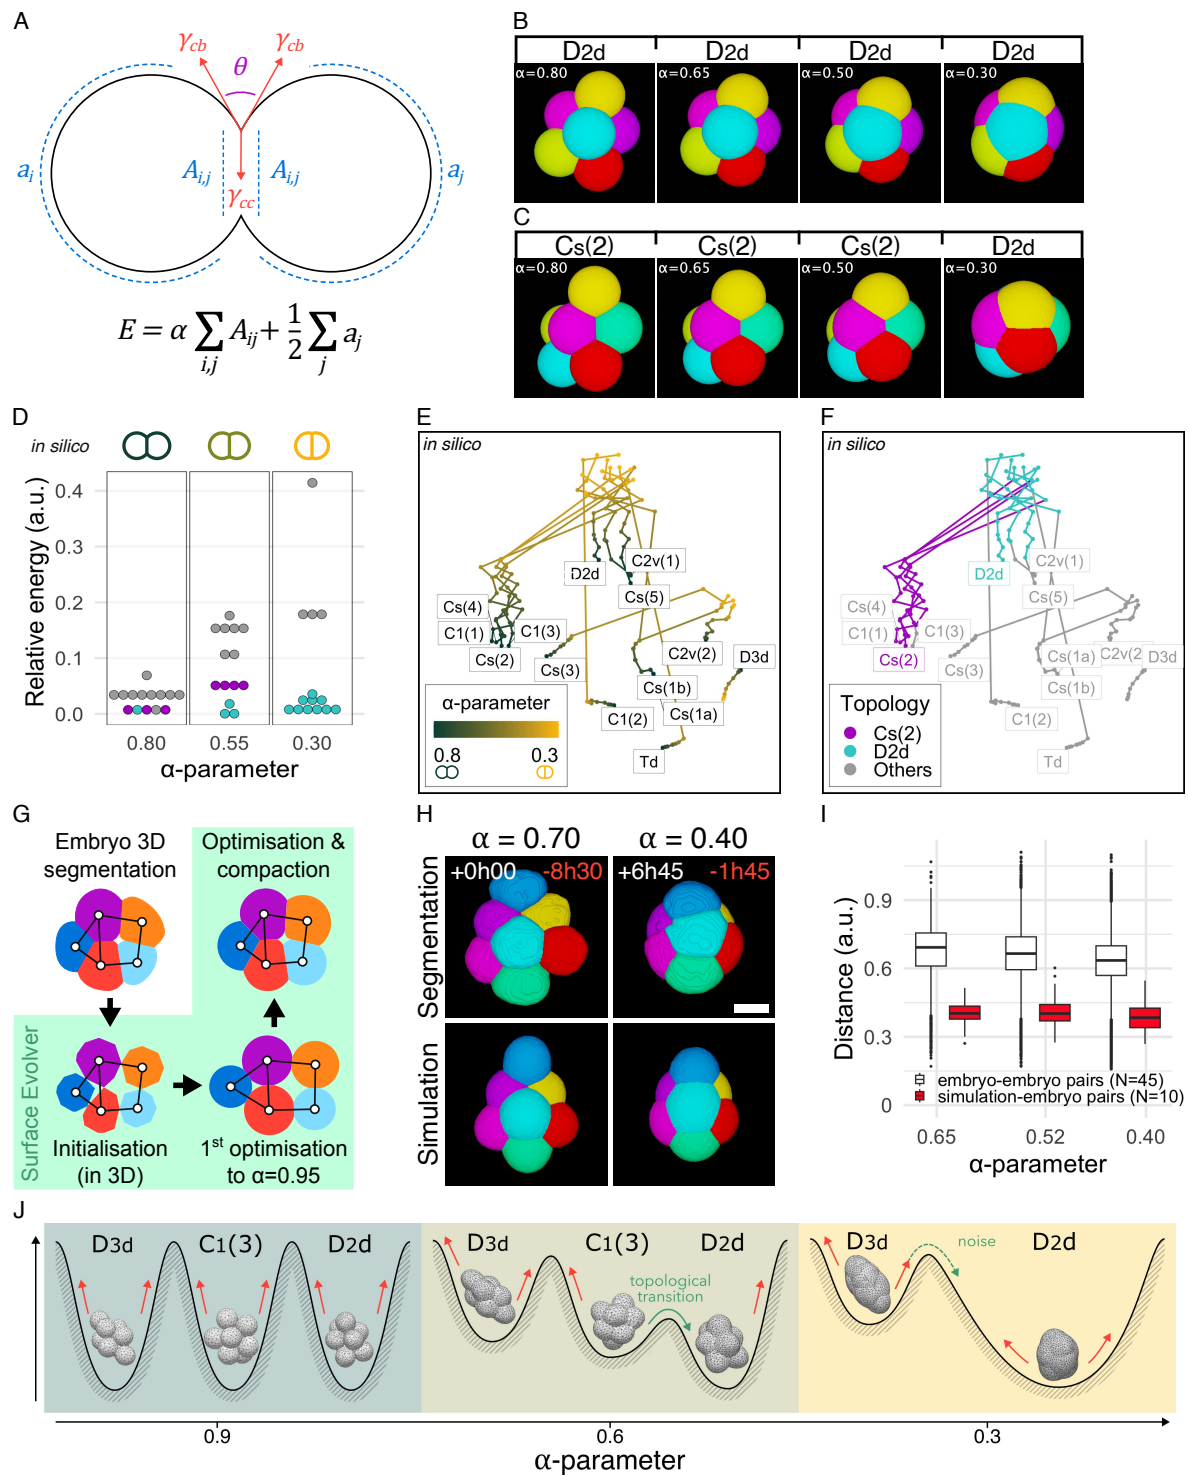 A
γcb
γcb
θ
ai
Ai,j
Ai,j
aj
γcc
E = α ∑i,j Aij + 1/2 ∑j aj
B
D2d
D2d
D2d
D2d
α=0.80
α=0.65
α=0.50
α=0.30
C
Cs(2)
Cs(2)
Cs(2)
D2d
α=0.80
α=0.65
α=0.50
α=0.30
D
in silico
Relative energy (a.u.)
0.4
0.3
0.2
0.1
0.0
0.80
0.55
0.30
α-parameter
E
in silico
D2d
C2v(1)
Cs(5)
Cs(4)
C1(1)
C1(3)
Cs(2)
Cs(3)
C2v(2)
D3d
Cs(1b)
Cs(1a)
C1(2)
Td
α-parameter
0.8
0.3
F
in silico
C2v(1)
D2d
Cs(5)
Cs(4)
C1(1)
C1(3)
Cs(2)
Cs(3)
Cs(1a)
C2v(2
D3d
Cs(1b)
C1(2)
Td
Topology
Cs(2)
D2d
Others
G
Embryo 3D
segmentation
Optimisation &
compaction
Surface Evolver
Initialisation
(in 3D)
1st optimisation
to α=0.95
H
α = 0.70
α = 0.40
Segmentation
+0h00
-8h30
+6h45
-1h45
Simulation
I
Distance (a.u.)
0.9
0.6
0.3
0
embryo-embryo pairs (N=45)
simulation-embryo pairs (N=10)
0.65
0.52
0.40
α-parameter
J
D3d
C1(3)
D2d
D3d
C1(3)
D2d
topological
transition
D3d
noise
D2d
0.9
0.6
0.3
α-parameter